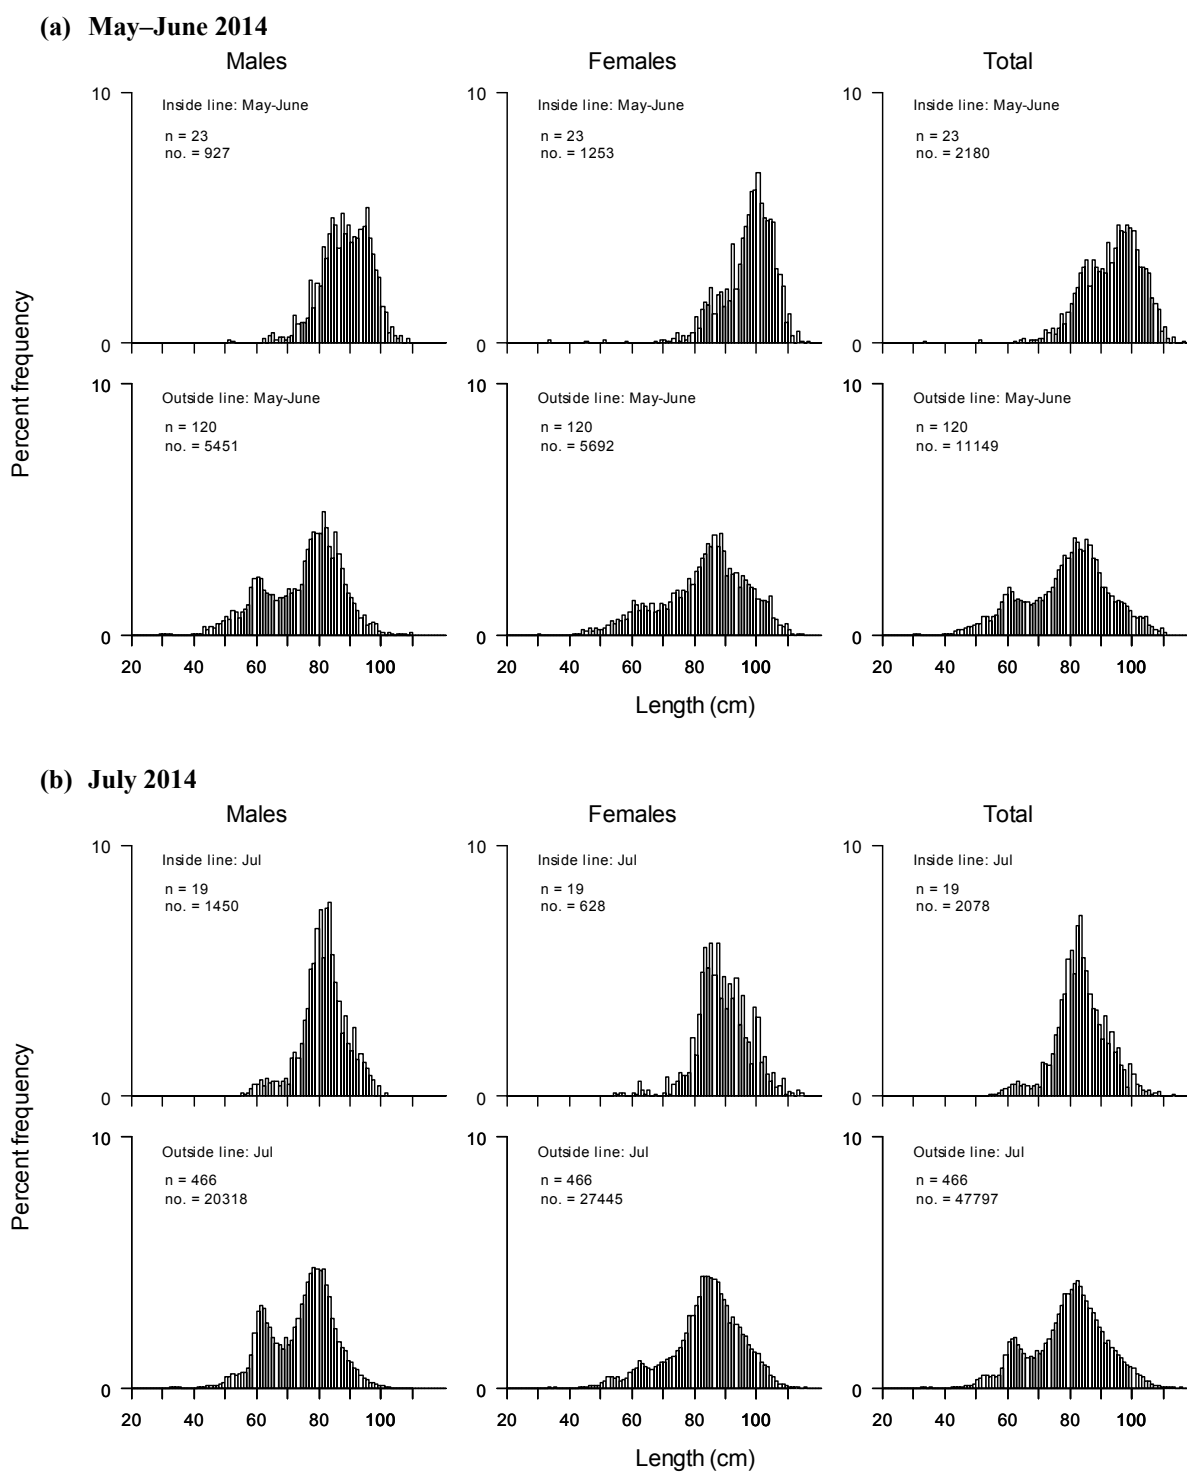 (a) May–June 2014
Males Females Total
Percent frequency
10 10 10
Inside line: May-June Inside line: May-June Inside line: May-June
n = 23 n = 23 n = 23
no. = 927 no. = 1253 no. = 2180
0 0 0
10 10 10
Outside line: May-June Outside line: May-June Outside line: May-June
n = 120 n = 120 n = 120
no. = 5451 no. = 5692 no. = 11149
0 0 0
20 40 60 80 100 20 40 60 80 100 20 40 60 80 100
Length (cm)
(b) July 2014
Males Females Total
Percent frequency
10 10 10
Inside line: Jul Inside line: Jul Inside line: Jul
n = 19 n = 19 n = 19
no. = 1450 no. = 628 no. = 2078
0 0 0
10 10 10
Outside line: Jul Outside line: Jul Outside line: Jul
n = 466 n = 466 n = 466
no. = 20318 no. = 27445 no. = 47797
0 0 0
20 40 60 80 100 20 40 60 80 100 20 40 60 80 100
Length (cm)